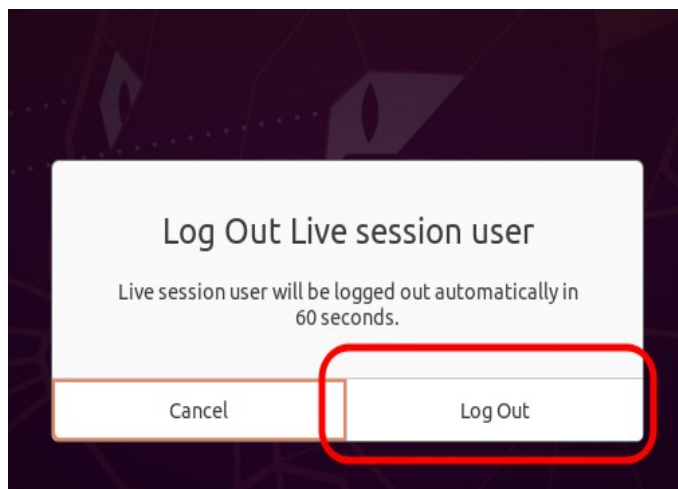 Log Out Live session user
Live session user will be logged out automatically in
60 seconds.
Cancel
Log Out